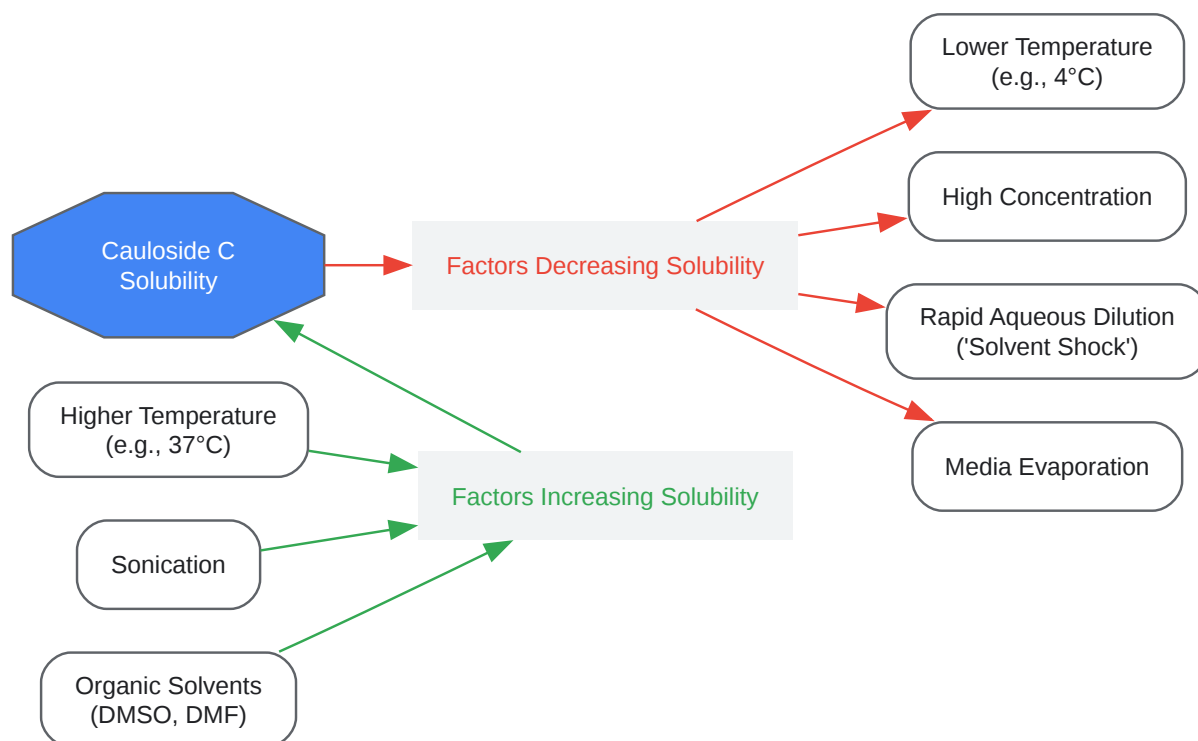 Lower Temperature
(e.g., 4°C)
High Concentration
Cauloside C
Solubility
Factors Decreasing Solubility
Rapid Aqueous Dilution
('Solvent Shock')
Higher Temperature
(e.g., 37°C)
Media Evaporation
Factors Increasing Solubility
Sonication
Organic Solvents
(DMSO, DMF)